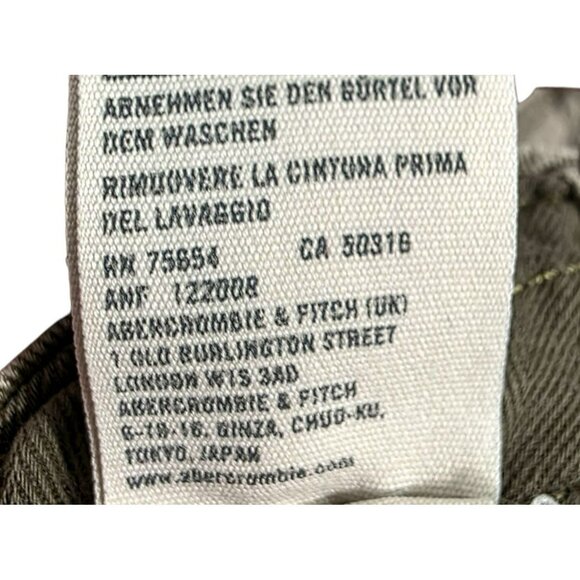 ABNEHMEN SIE DEN GÜRTEL VOR
DEM WASCHEN
RIMUOVERE LA CINTURA PRIMA
DEL LAVAGGIO
RN 75654 CA 50316
ANF 122008
ABERCROMBIE & FITCH (UK)
1 OLD BURLINGTON STREET
LONDON W1S 3AD
ABERCROMBIE & FITCH
6-18-16, GINZA, CHUO-KU,
TOKYO, JAPAN
www.abercrombie.com